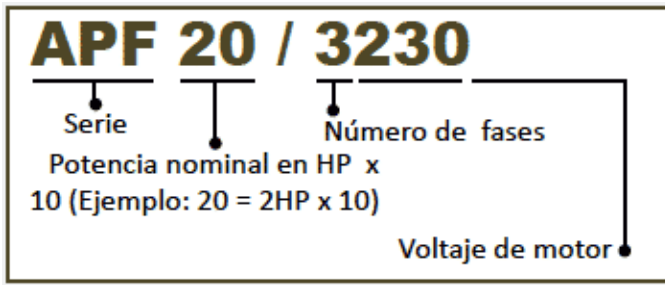 APF 20 / 3230
Serie
Número de fases
Potencia nominal en HP x
10 (Ejemplo: 20 = 2HP x 10)
Voltaje de motor